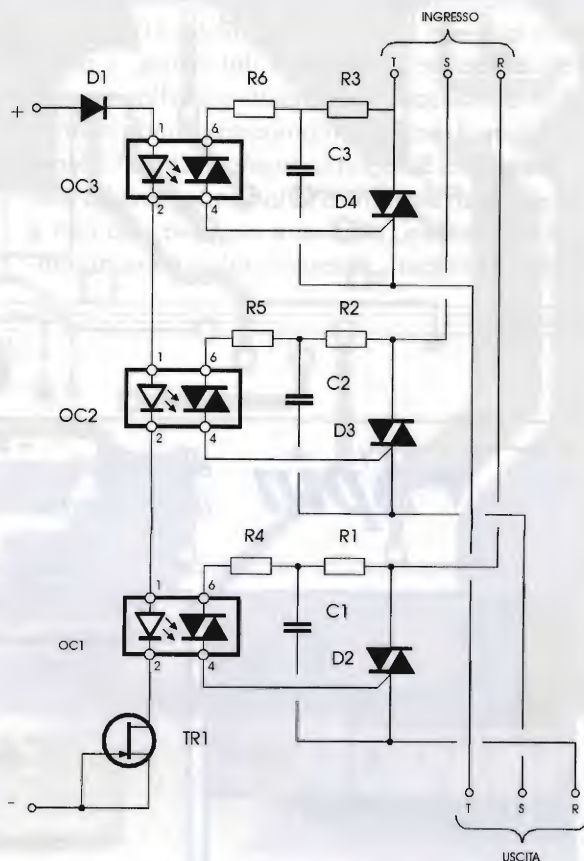 INGRESSO
T S R
D1
R6 R3
+
1 6
OC3
C3
D4
2 4
R5 R2
1 6
OC2
C2
D3
2 4
R4 R1
1 6
OC1
C1
D2
2 4
TR1
-
T S R
USCITA